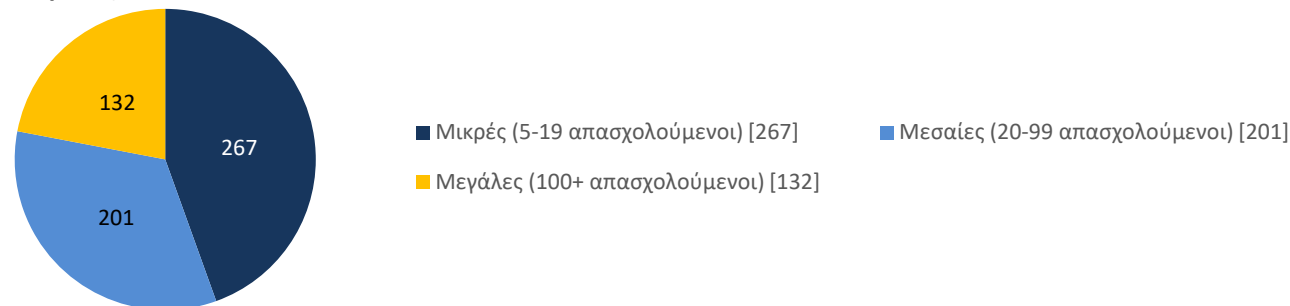 132
267
201
Μικρές (5-19 απασχολούμενοι) [267]
Μεσαίες (20-99 απασχολούμενοι) [201]
Μεγάλες (100+ απασχολούμενοι) [132]